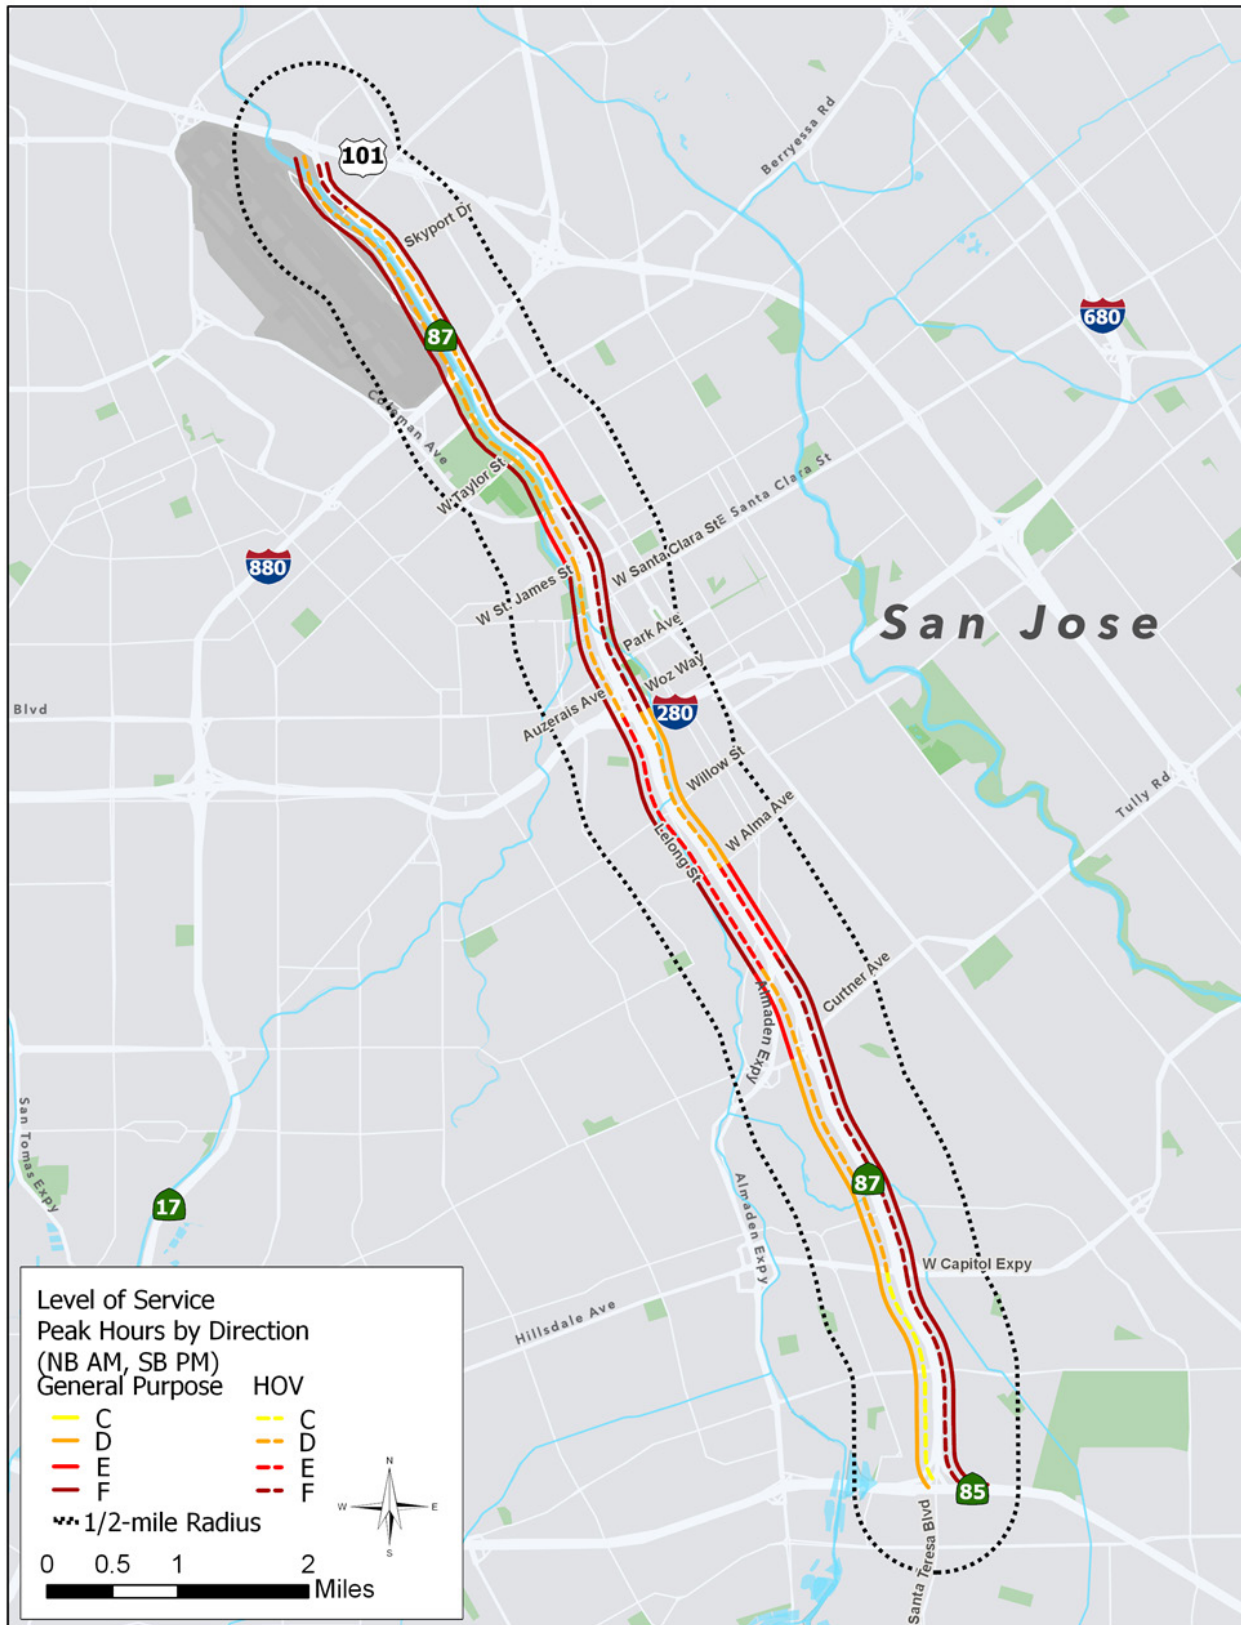 101
Skyport Dr
Berryessa Rd
680
87
Coleman Ave
W Taylor St
E Santa Clara St
W Santa Clara St
880
W St. James St
San Jose
Park Ave
Woz Way
Blvd
Auzerais Ave
280
Willow St
Tully Rd
W Alma Ave
Lelong St
Curtner Ave
Almaden Expy
San Tomas Expy
87
17
Almaden Expy
W Capitol Expy
Hillsdale Ave
85
Santa Teresa Blvd
Level of Service
Peak Hours by Direction
(NB AM, SB PM)
General Purpose HOV
C C
D D
E E
F F
1/2-mile Radius
N
W E
S
0 0.5 1 2
Miles